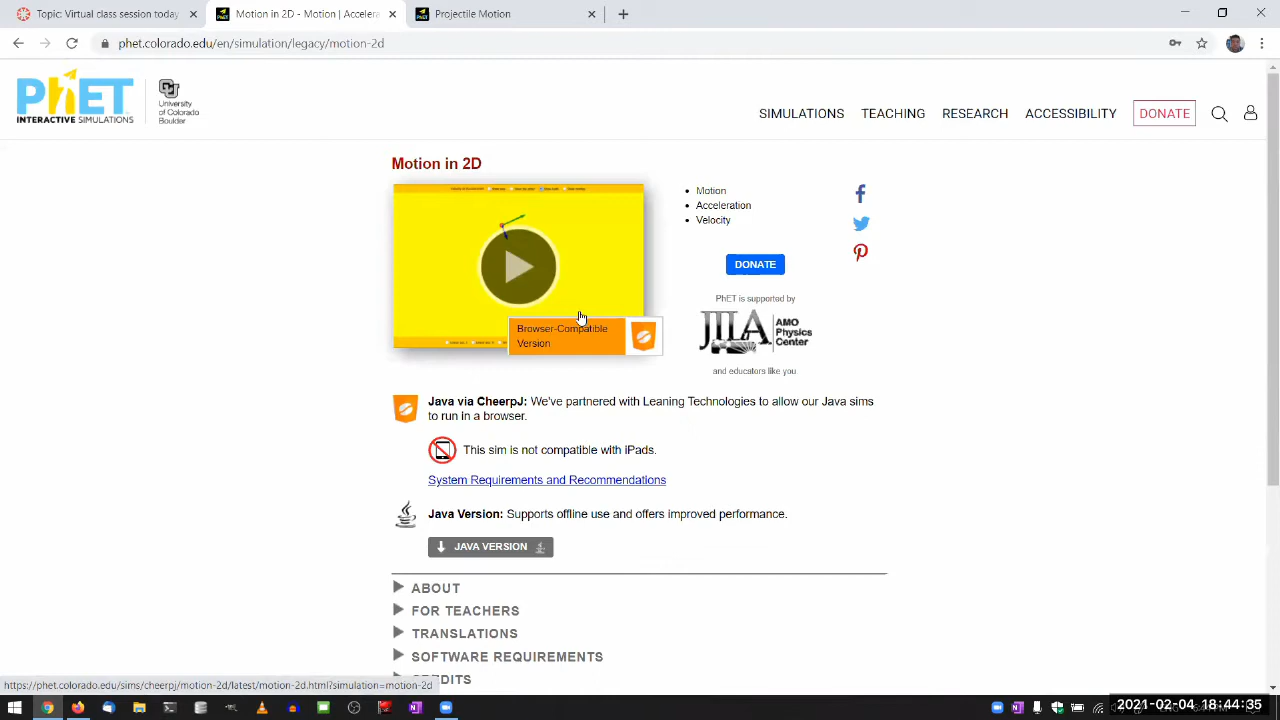 Topic: Virtual class session today
Motion in 2D - Motion | Accelera
Projectile Motion
phet.colorado.edu/en/simulation/legacy/motion-2d
PhET
INTERACTIVE SIMULATIONS
University
of Colorado
Boulder
SIMULATIONS
TEACHING
RESEARCH
ACCESSIBILITY
DONATE
Motion in 2D
Browser-Compatible
Version
Motion
Acceleration
Velocity
DONATE
PhET is supported by
JILA AMO
Physics
Center
and educators like you
Java via CheerpJ: We've partnered with Leaning Technologies to allow our Java sims
to run in a browser.
This sim is not compatible with iPads.
System Requirements and Recommendations
Java Version: Supports offline use and offers improved performance.
JAVA VERSION
ABOUT
FOR TEACHERS
TRANSLATIONS
SOFTWARE REQUIREMENTS
CREDITS
https://phet.colorado.edu/sims/cheerpj/motion-2d/latest/motion-2d.html?simulation=motion-2d
2021-02-04 18:44:35